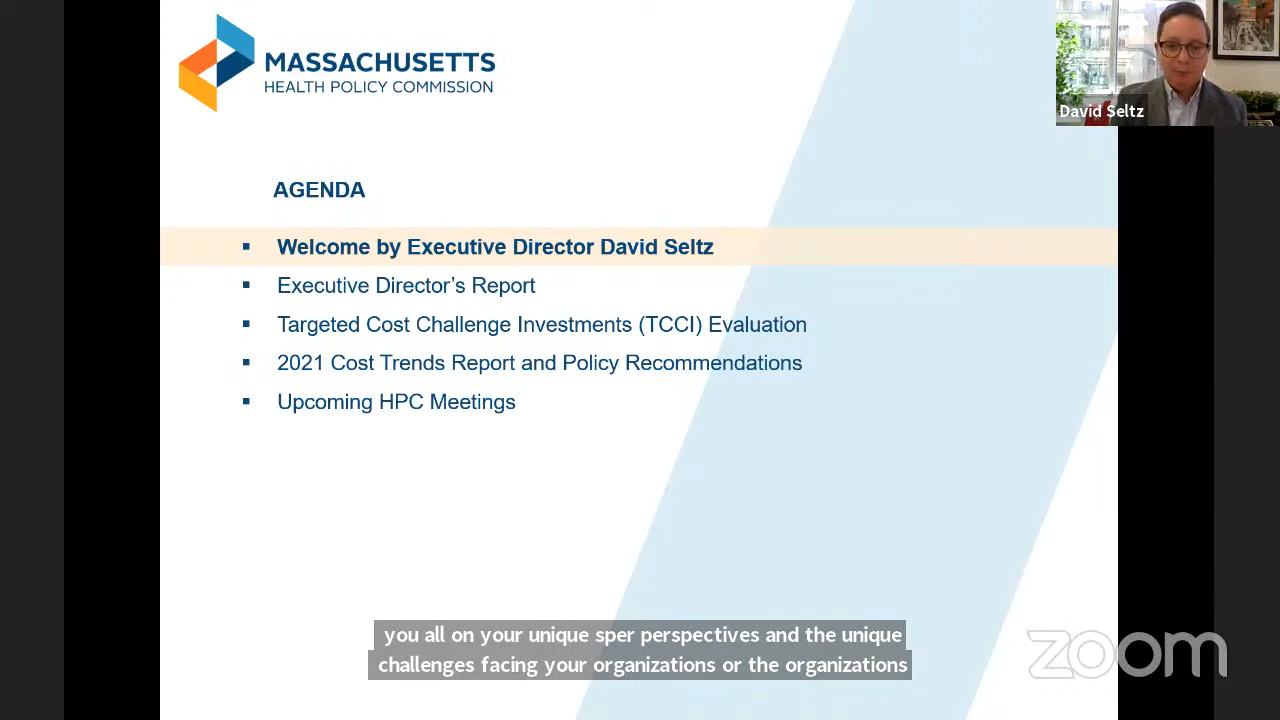 MASSACHUSETTS
HEALTH POLICY COMMISSION
David Seltz
AGENDA
▪ Welcome by Executive Director David Seltz
▪ Executive Director's Report
▪ Targeted Cost Challenge Investments (TCCI) Evaluation
▪ 2021 Cost Trends Report and Policy Recommendations
▪ Upcoming HPC Meetings
you all on your unique sper perspectives and the unique
challenges facing your organizations or the organizations
zoom